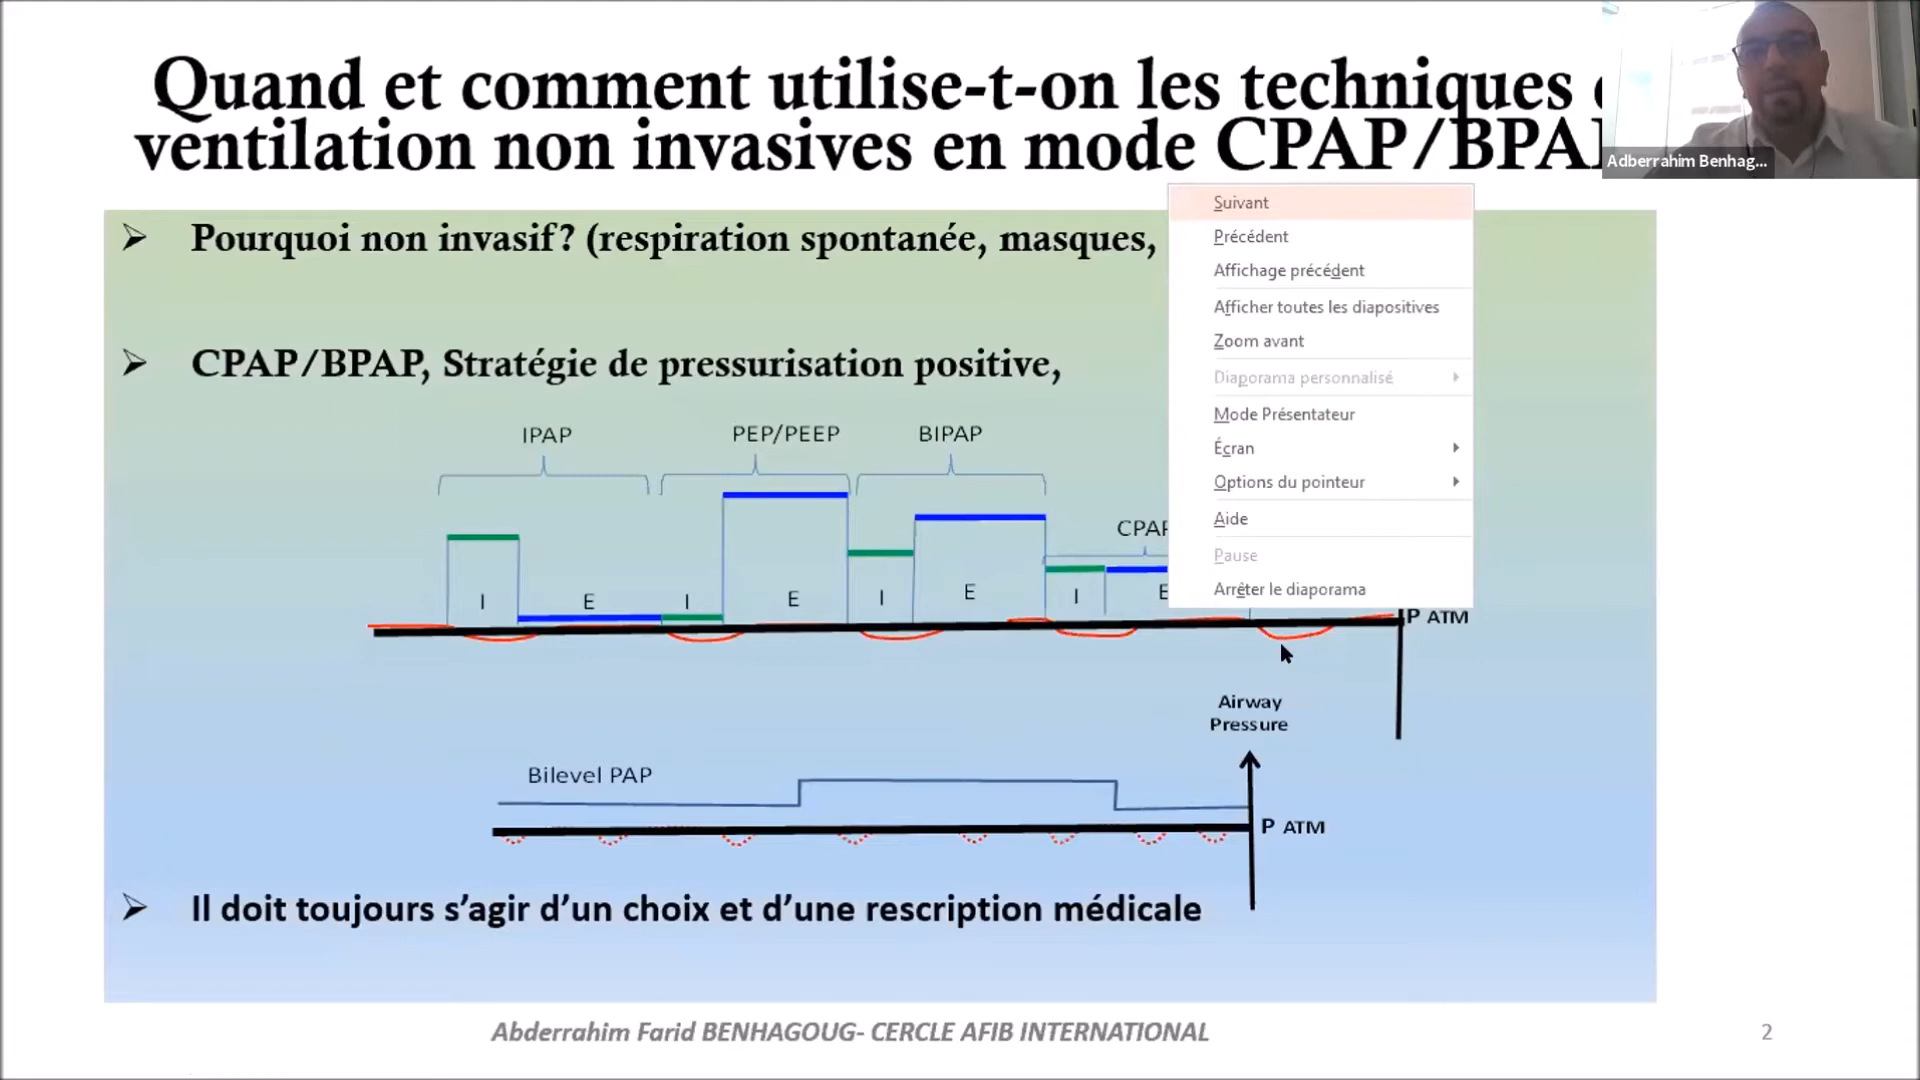 Quand et comment utilise-t-on les techniques
ventilation non invasives en mode CPAP/BPA
Adberrahim Benhag...
Pourquoi non invasif? (respiration spontanée, masques,
CPAP/BPAP, Stratégie de pressurisation positive,
Suivant
Précédent
Affichage précédent
Afficher toutes les diapositives
Zoom avant
Diaporama personnalisé
Mode Présentateur
Écran
Options du pointeur
Aide
Pause
Arrêter le diaporama
IPAP
PEP/PEEP
BIPAP
CPAP
I E I E I E I E
P ATM
Airway
Pressure
Bilevel PAP
P ATM
Il doit toujours s’agir d’un choix et d’une rescription médicale
Abderrahim Farid BENHAGOUG- CERCLE AFIB INTERNATIONAL
2